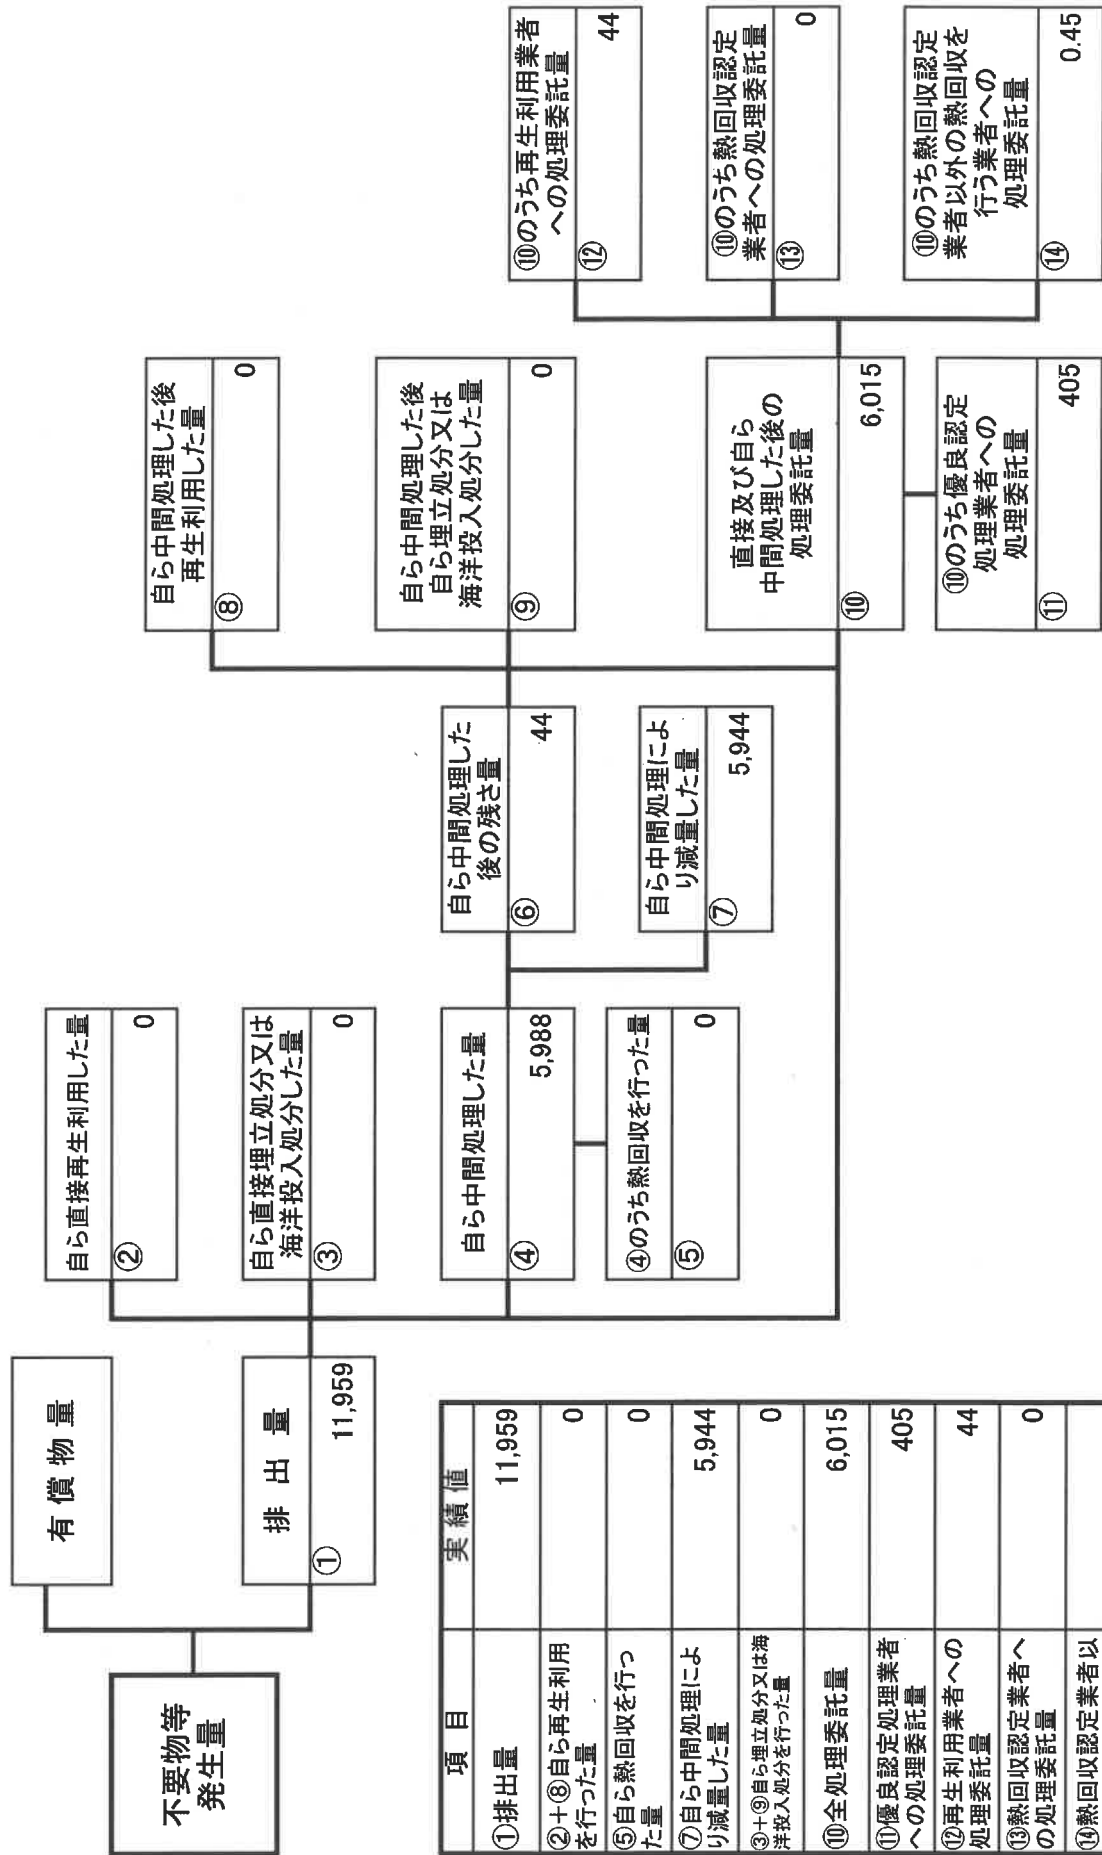 不要物等
発生量
有償物量
排出量
① 11,959
自ら直接再生利用した量
② 0
自ら直接埋立処分又は
海洋投入処分した量
③ 0
自ら中間処理した量
④ 5,988
④のうち熱回収を行った量
⑤ 0
自ら中間処理した
後の残さ量
⑥ 44
自ら中間処理によ
り減量した量
⑦ 5,944
自ら中間処理した後
再生利用した量
⑧ 0
自ら中間処理した後
自ら埋立処分又は
海洋投入処分した量
⑨ 0
直接及び自ら
中間処理した後の
処理委託量
⑩ 6,015
⑩のうち優良認定
処理業者への
処理委託量
⑪ 405
⑩のうち再生利用業者
への処理委託量
⑫ 44
⑩のうち熱回収認定
業者への処理委託量
⑬ 0
⑩のうち熱回収認定
業者以外の熱回収を
行う業者への
処理委託量
⑭ 0.45
項目 実績値
①排出量 11,959
②+⑧自ら再生利用
を行った量 0
⑤自ら熱回収を行っ
た量 0
⑦自ら中間処理によ
り減量した量 5,944
③+⑨自ら埋立処分又は海
洋投入処分を行った量 0
⑩全処理委託量 6,015
⑪優良認定処理業者
への処理委託量 405
⑫再生利用業者への
処理委託量 44
⑬熱回収認定業者へ
の処理委託量 0
⑭熱回収認定業者以